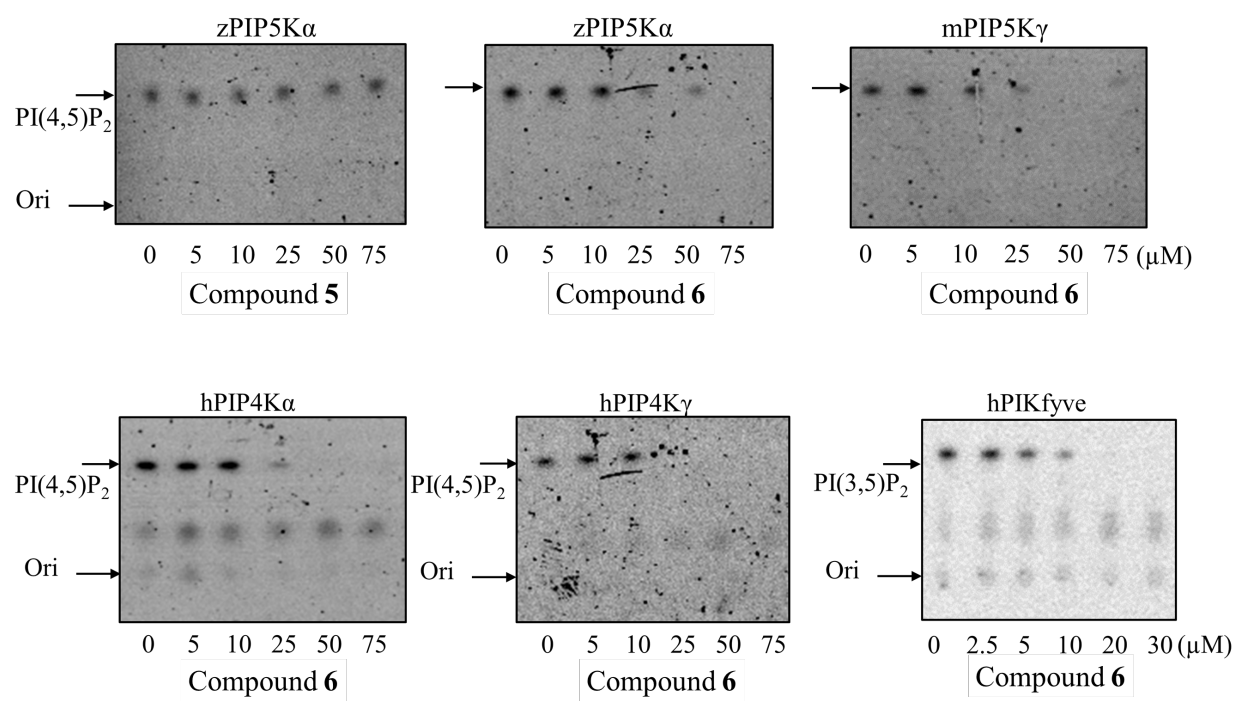 zPIP5Kα
zPIP5Kα
mPIP5Kγ
PI(4,5)P2
Ori
0 5 10 25 50 75
0 5 10 25 50 75
0 5 10 25 50 75 (µM)
Compound 5
Compound 6
Compound 6
hPIP4Kα
hPIP4Kγ
hPIKfyve
PI(4,5)P2
PI(4,5)P2
PI(3,5)P2
Ori
Ori
Ori
0 5 10 25 50 75
0 5 10 25 50 75
0 2.5 5 10 20 30 (µM)
Compound 6
Compound 6
Compound 6